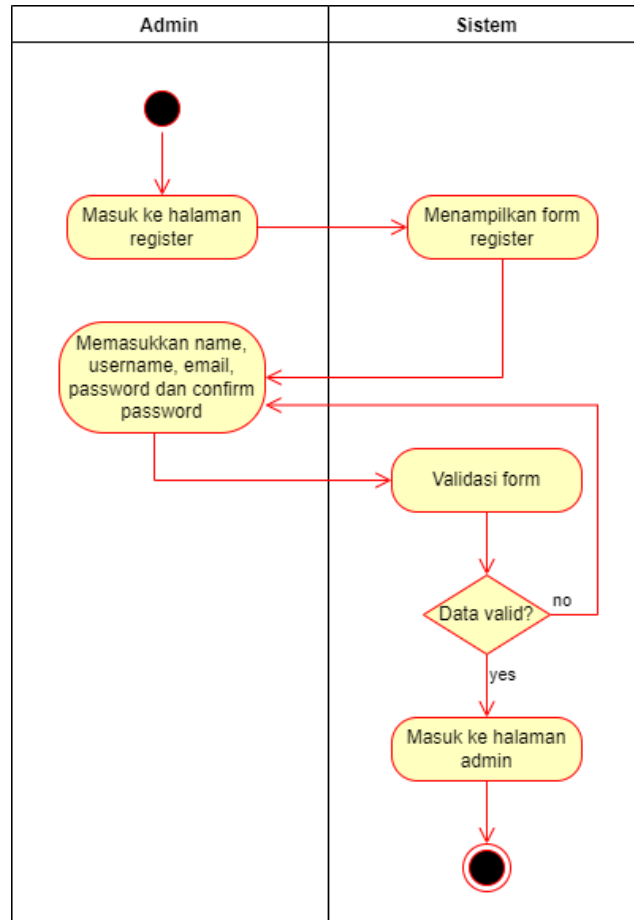 Admin
Sistem
Masuk ke halaman
register
Menampilkan form
register
Memasukkan name,
username, email,
password dan confirm
password
Validasi form
Data valid?
no
yes
Masuk ke halaman
admin